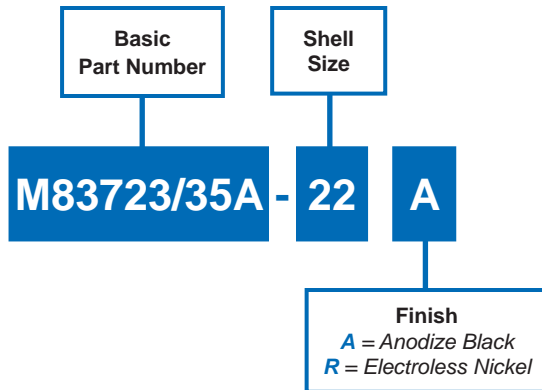 Basic
Part Number
Shell
Size
M83723/35A - 22 A
Finish
A = Anodize Black
R = Electroless Nickel